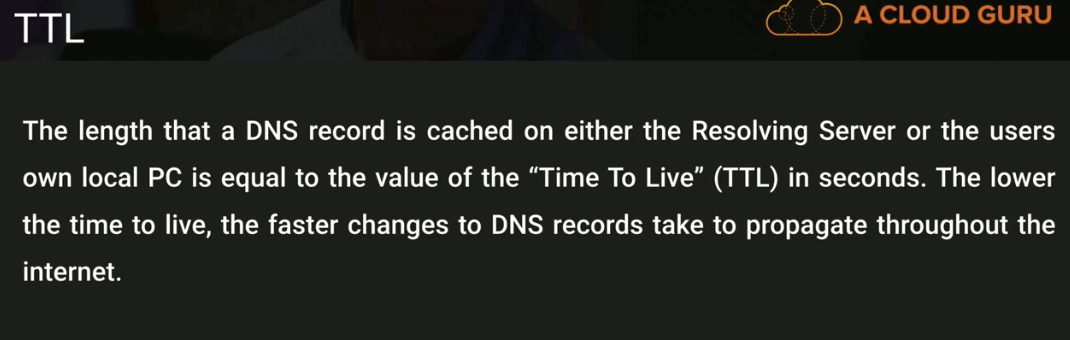 TTL
A CLOUD GURU
The length that a DNS record is cached on either the Resolving Server or the users
own local PC is equal to the value of the “Time To Live” (TTL) in seconds. The lower
the time to live, the faster changes to DNS records take to propagate throughout the
internet.